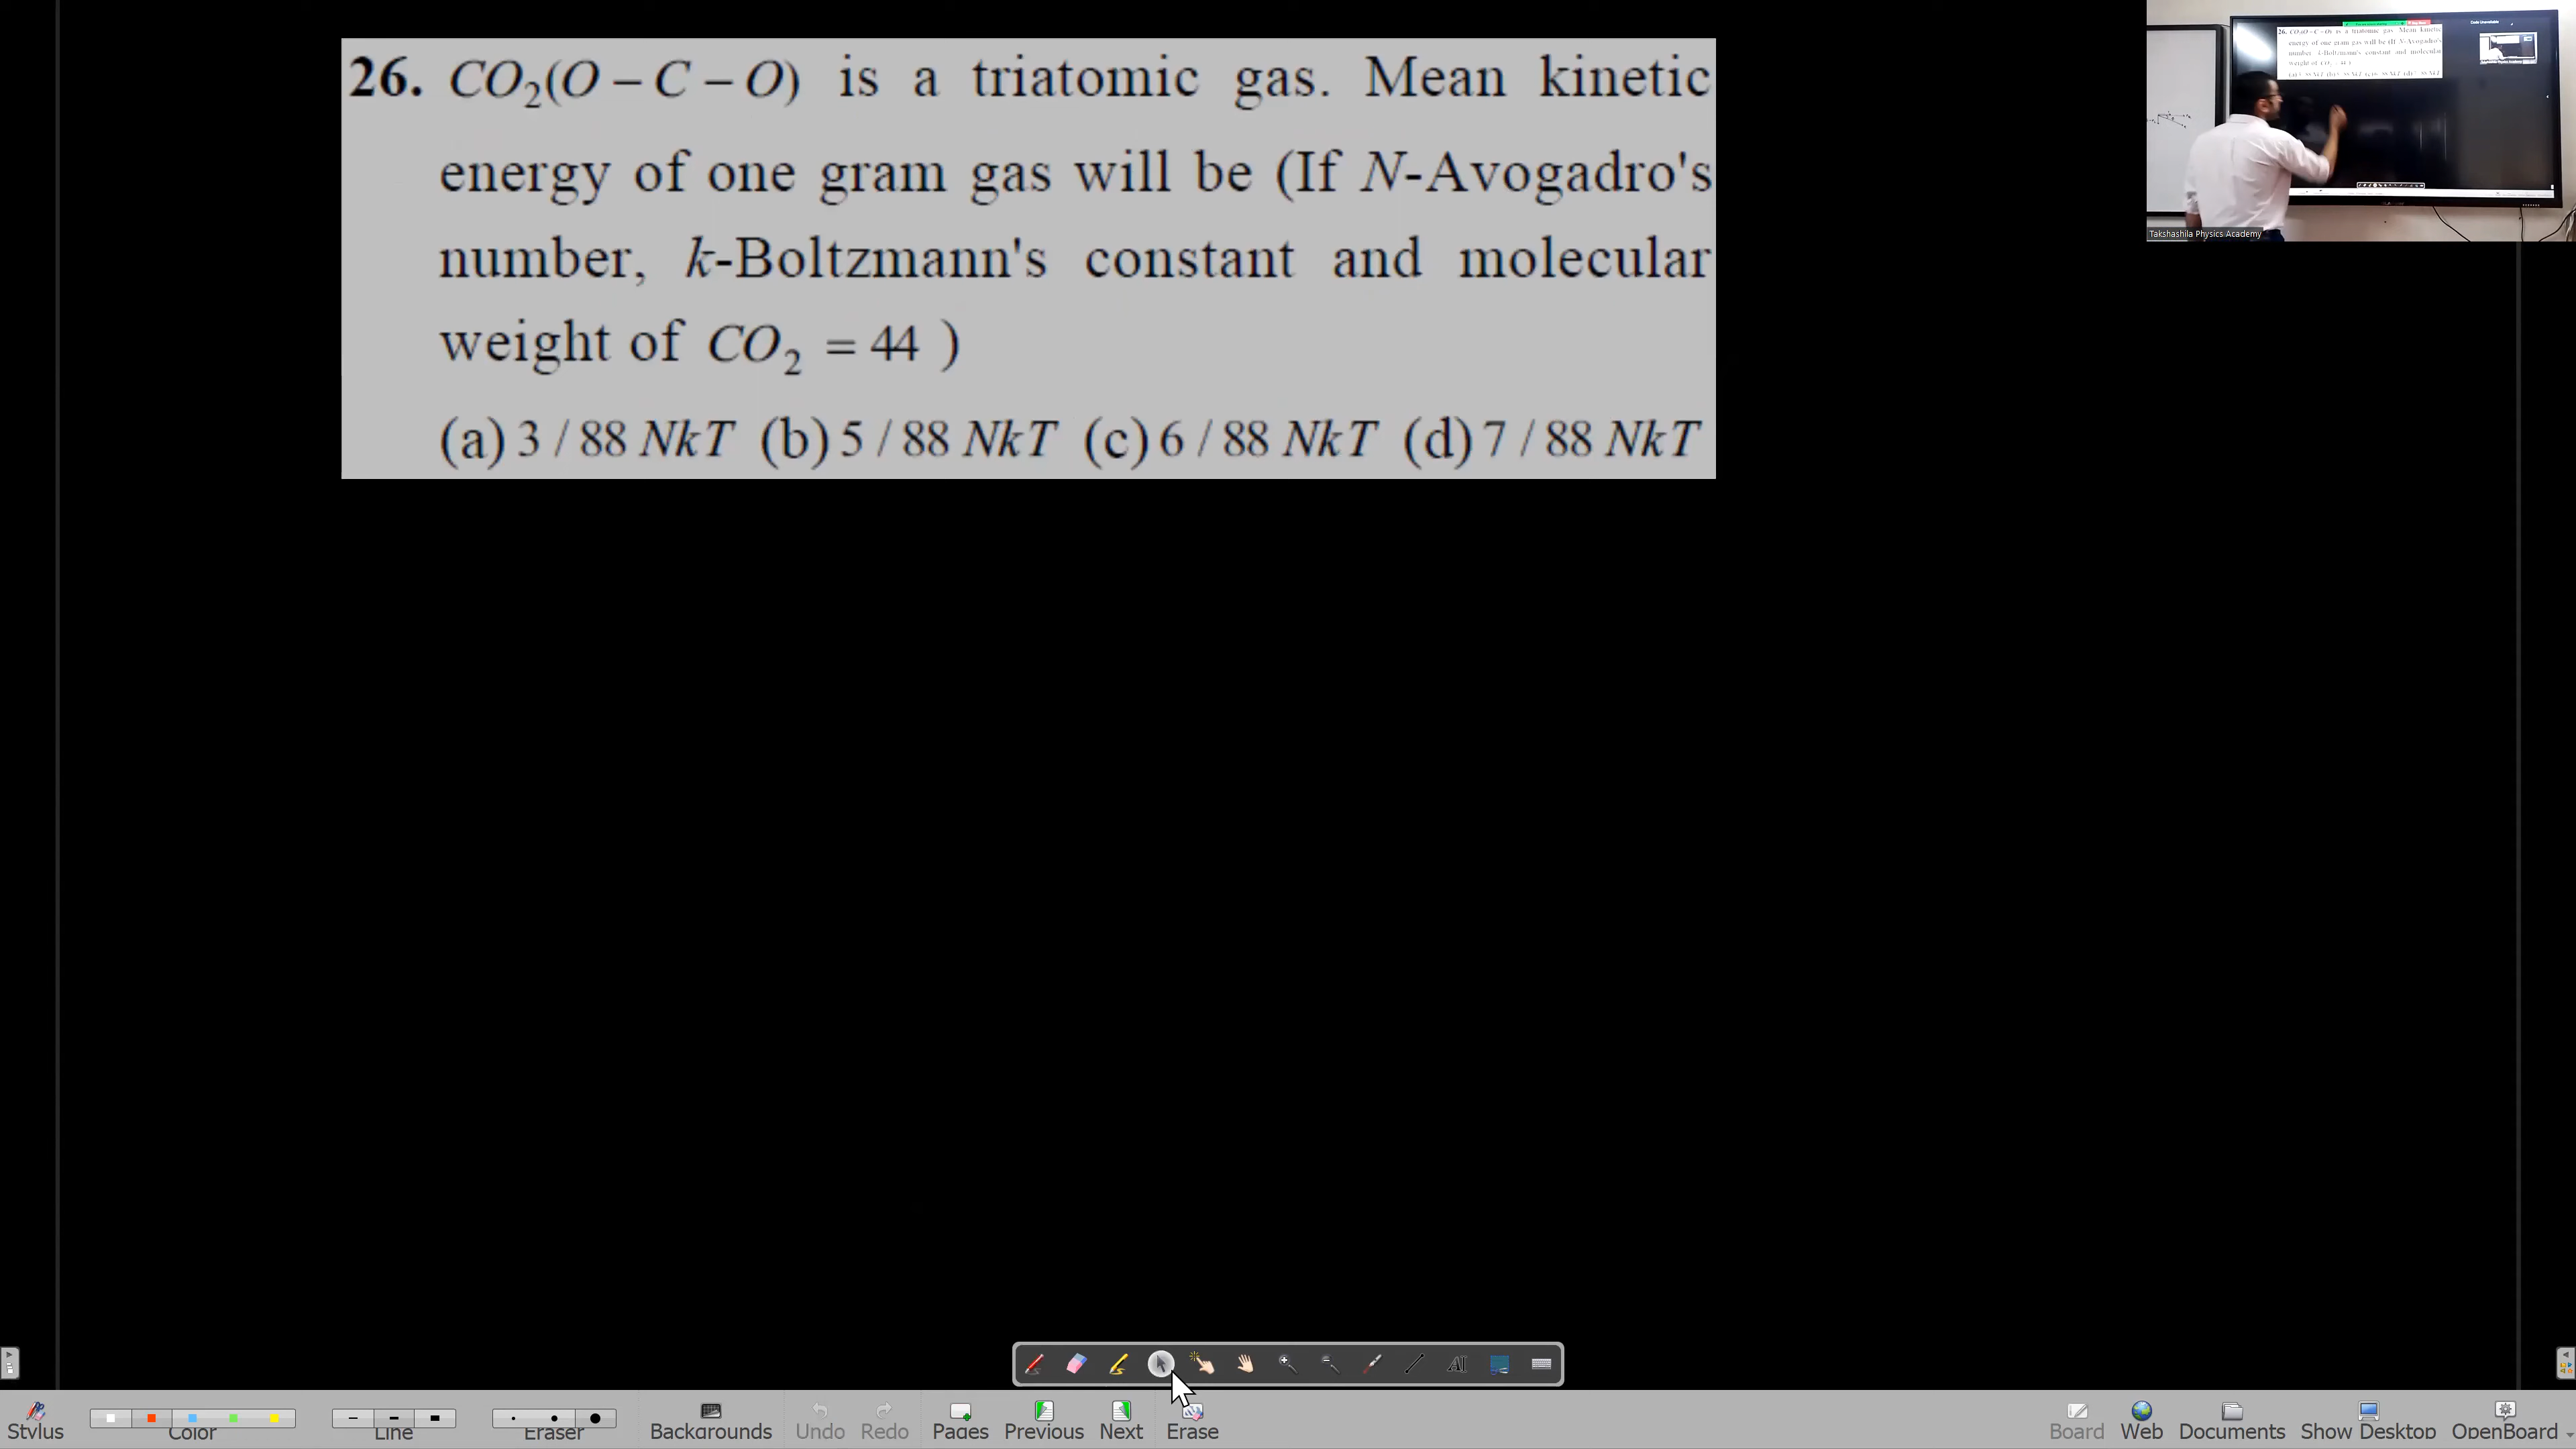 26. CO₂(O – C – O) is a triatomic gas. Mean kinetic
energy of one gram gas will be (If N-Avogadro's
number, k-Boltzmann's constant and molecular
weight of CO₂ = 44 )
(a) 3 / 88 NkT (b) 5 / 88 NkT (c) 6 / 88 NkT (d) 7 / 88 NkT
Takshashila Physics Academy
Stylus Color Line Eraser Backgrounds Undo Redo Pages Previous Next Erase Board Web Documents Show Desktop OpenBoard